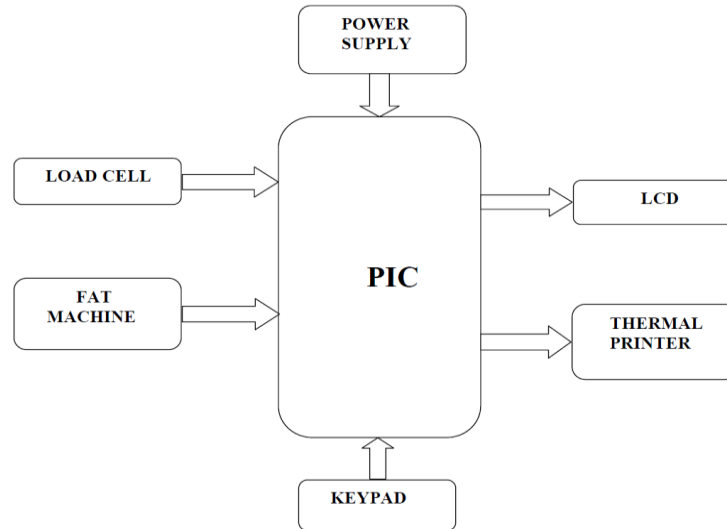 POWER
SUPPLY
LOAD CELL
LCD
PIC
FAT
MACHINE
THERMAL
PRINTER
KEYPAD